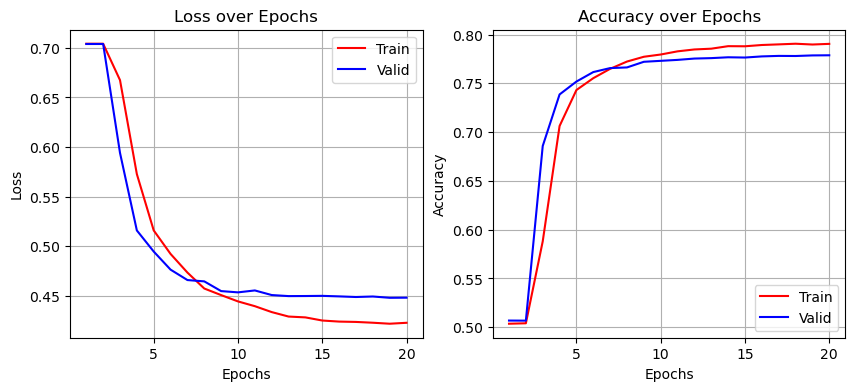 Loss over Epochs
0.70
0.65
0.60
0.55
0.50
0.45
Loss
5
10
15
20
Epochs
Train
Valid
Accuracy over Epochs
0.80
0.75
0.70
0.65
0.60
0.55
0.50
Accuracy
5
10
15
20
Epochs
Train
Valid